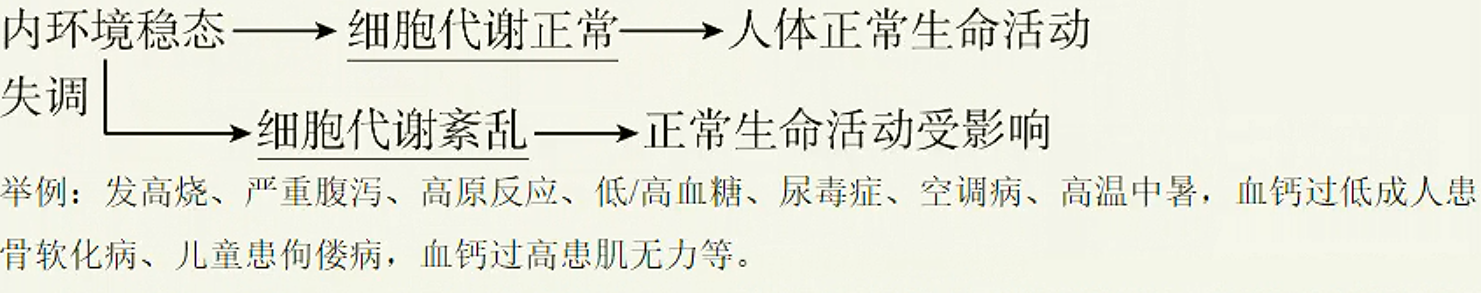 内环境稳态→细胞代谢正常→人体正常生命活动
失调
细胞代谢紊乱→正常生命活动受影响
举例：发高烧、严重腹泻、高原反应、低/高血糖、尿毒症、空调病、高温中暑，血钙过低成人患
骨软化病、儿童患佝偻病，血钙过高患肌无力等。